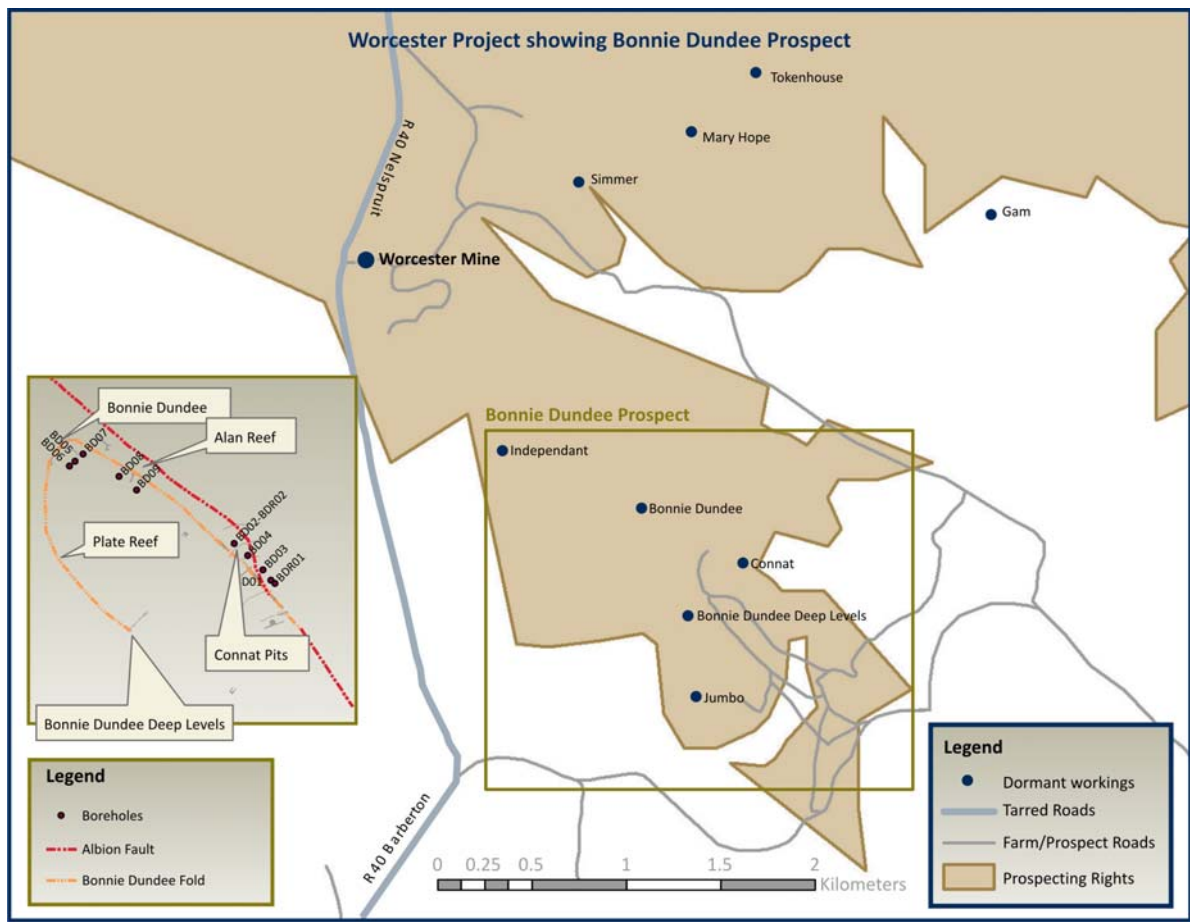 Worcester Project showing Bonnie Dundee Prospect
Tokenhouse
Mary Hope
R 40 Nelspruit
Simmer
Gam
Worcester Mine
Bonnie Dundee Prospect
Independant
Bonnie Dundee
Connat
Bonnie Dundee Deep Levels
Jumbo
R 40 Barberton
Bonnie Dundee
Alan Reef
BD07
BD08
BD09
Plate Reef
BD02-BDR02
BD04
BD03
BDR01
Connat Pits
Bonnie Dundee Deep Levels
Legend
Boreholes
Albion Fault
Bonnie Dundee Fold
0 0.25 0.5 1 1.5 2
Kilometers
Legend
Dormant workings
Tarred Roads
Farm/Prospect Roads
Prospecting Rights